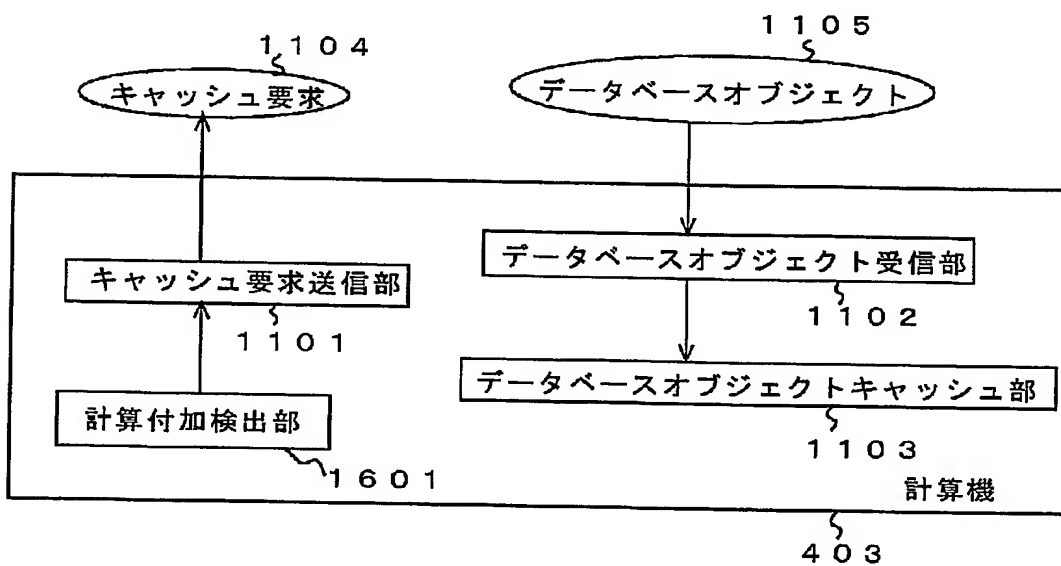 1104
キャッシュ要求
1105
データベースオブジェクト
キャッシュ要求送信部
1101
計算付加検出部
1601
データベースオブジェクト受信部
1102
データベースオブジェクトキャッシュ部
1103
計算機
403